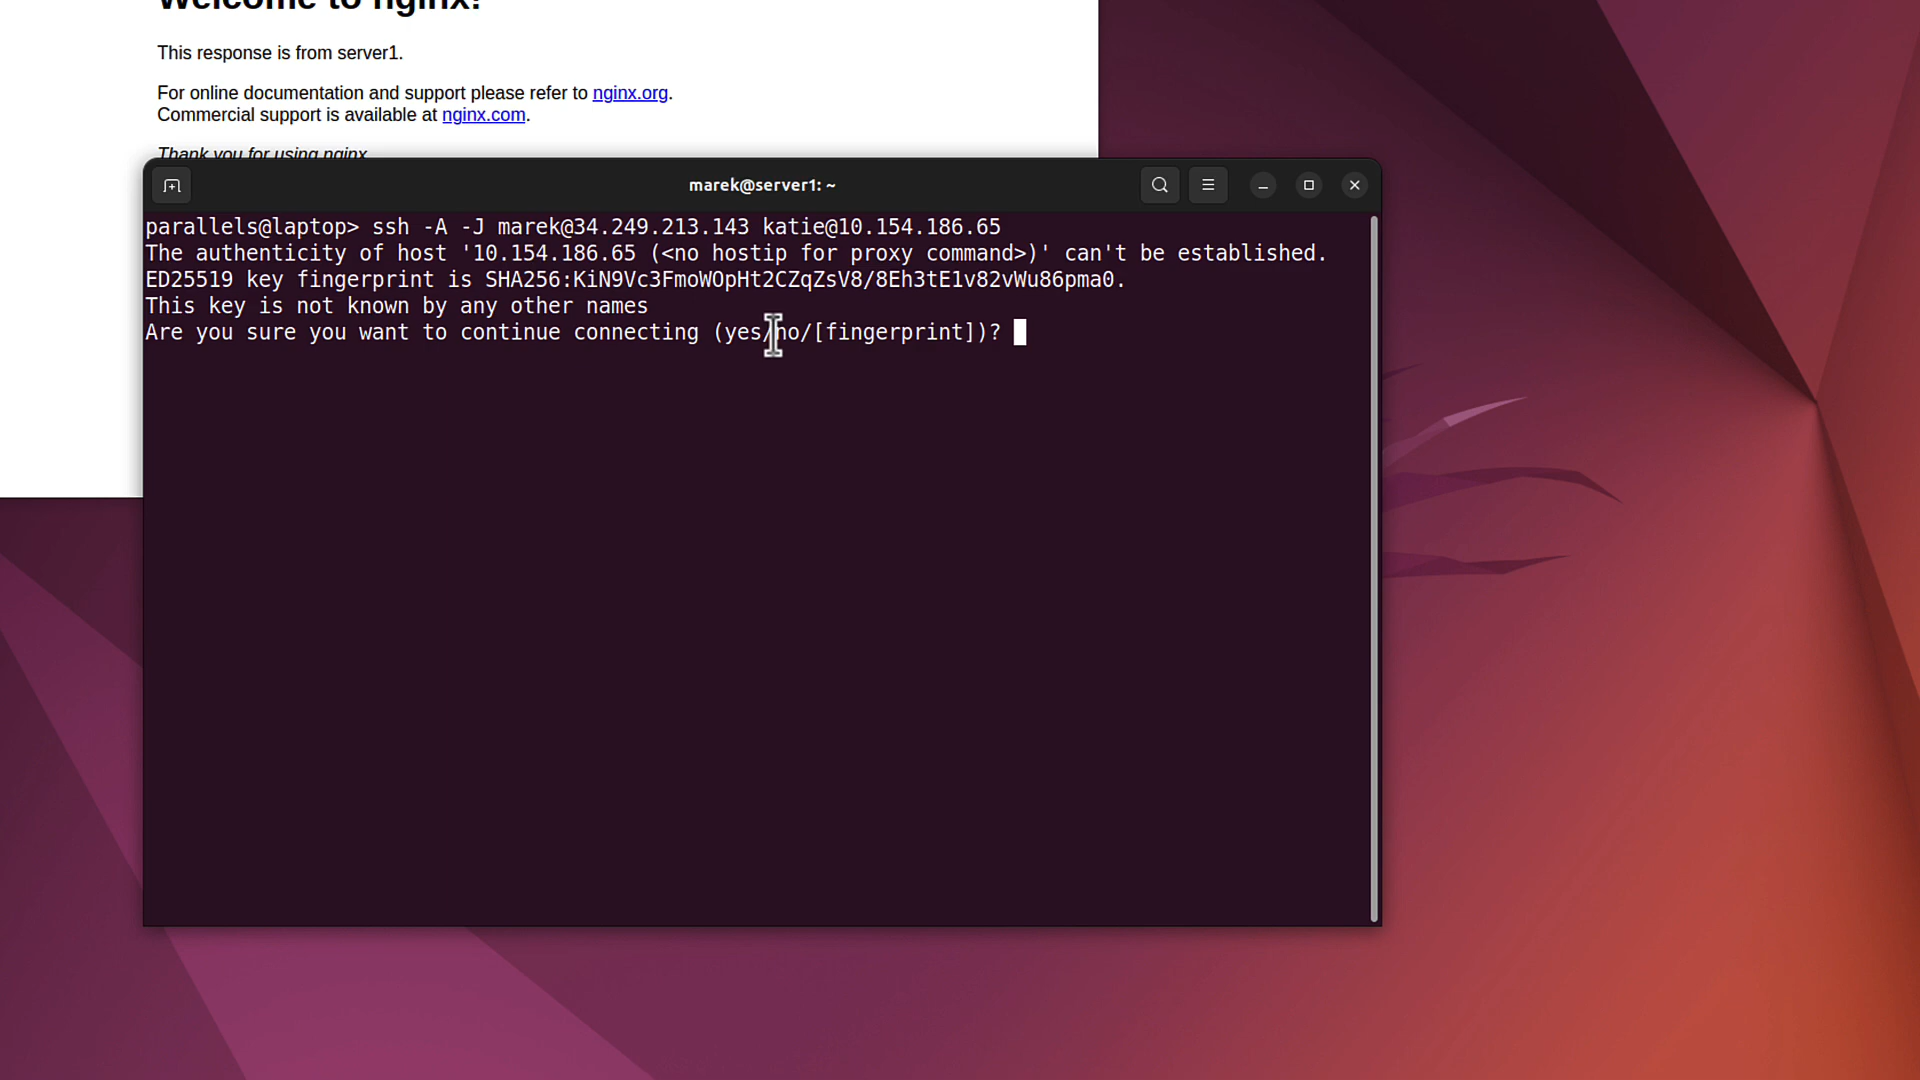 Welcome to nginx!
This response is from server1.
For online documentation and support please refer to nginx.org.
Commercial support is available at nginx.com.
Thank you for using nginx
marek@server1: ~
parallels@laptop> ssh -A -J marek@34.249.213.143 katie@10.154.186.65
The authenticity of host '10.154.186.65 (<no hostip for proxy command>)' can't be established.
ED25519 key fingerprint is SHA256:KiN9Vc3FmoWOpHt2CZqZsV8/8Eh3tE1v82vWu86pma0.
This key is not known by any other names
Are you sure you want to continue connecting (yes/no/[fingerprint])?